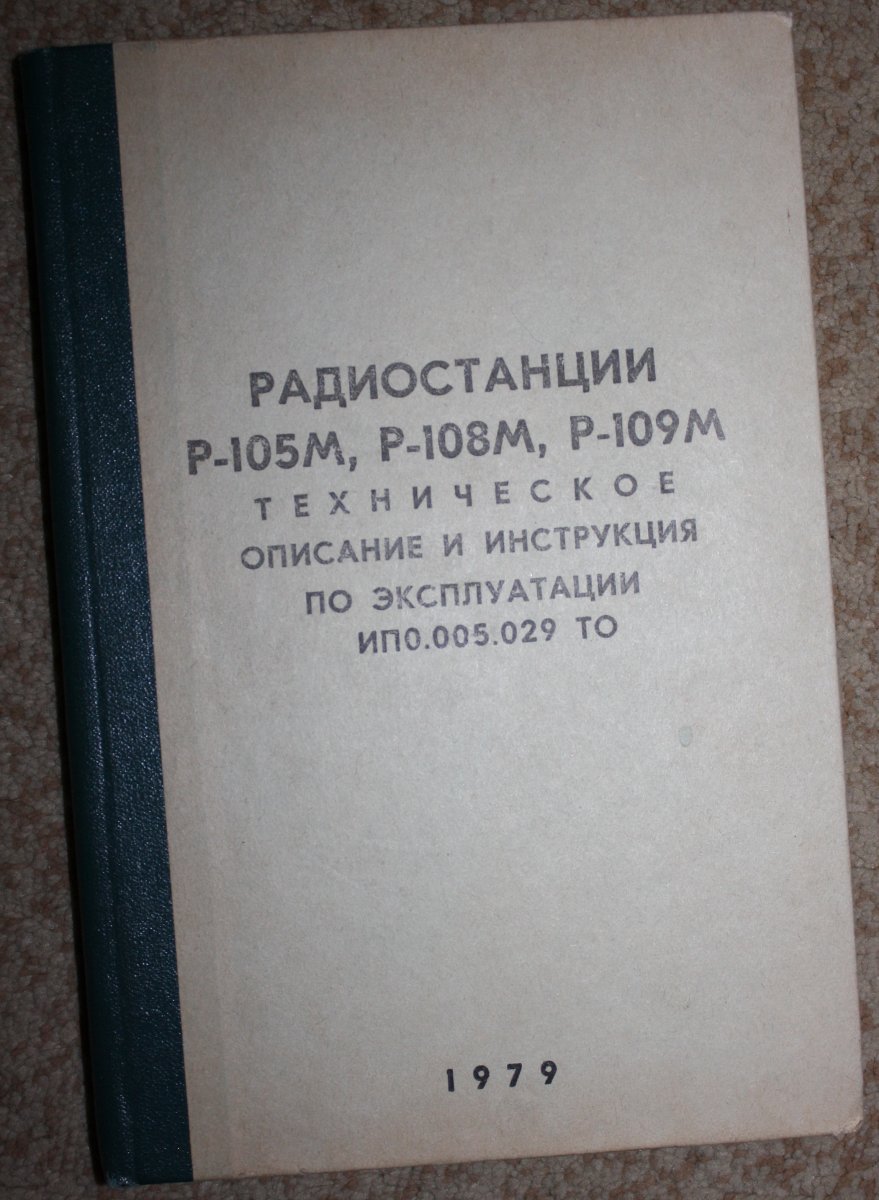 РАДИОСТАНЦИИ
Р-105М, Р-108М, Р-109М
ТЕХНИЧЕСКОЕ
ОПИСАНИЕ И ИНСТРУКЦИЯ
ПО ЭКСПЛУАТАЦИИ
ИП0.005.029 ТО
1979